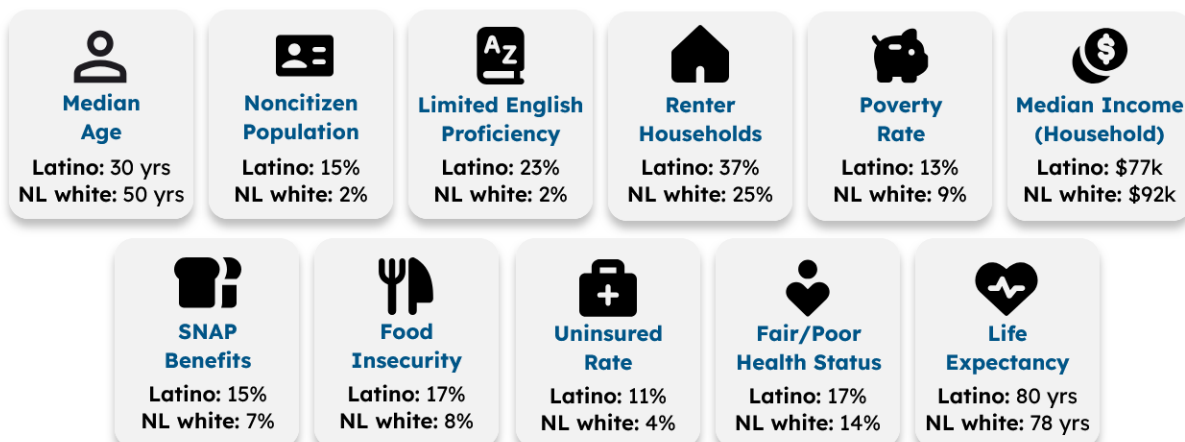 AZ
Median
Age
Latino: 30 yrs
NL white: 50 yrs
Noncitizen
Population
Latino: 15%
NL white: 2%
Limited English
Proficiency
Latino: 23%
NL white: 2%
Renter
Households
Latino: 37%
NL white: 25%
Poverty
Rate
Latino: 13%
NL white: 9%
$
Median Income
(Household)
Latino: $77k
NL white: $92k
SNAP
Benefits
Latino: 15%
NL white: 7%
Food
Insecurity
Latino: 17%
NL white: 8%
Uninsured
Rate
Latino: 11%
NL white: 4%
Fair/Poor
Health Status
Latino: 17%
NL white: 14%
Life
Expectancy
Latino: 80 yrs
NL white: 78 yrs